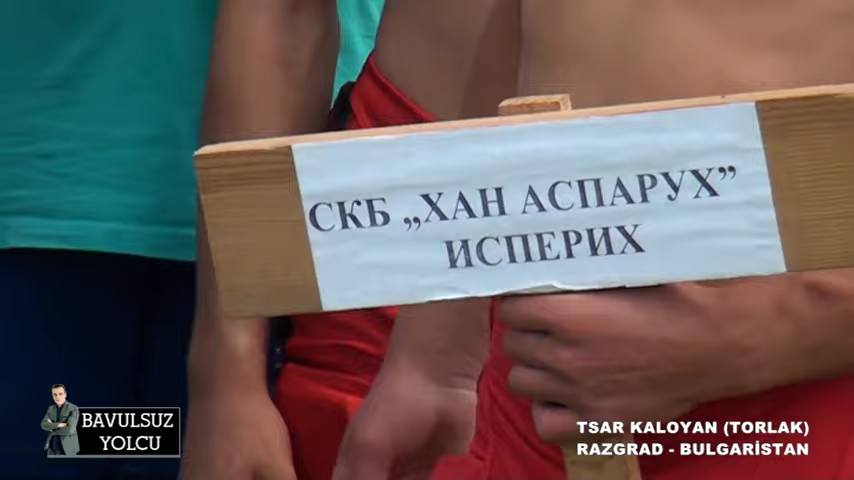 СКБ „ХАН АСПАРУХ”
ИСПЕРИХ
BAVULSUZ
YOLCU
TSAR KALOYAN (TORLAK)
RAZGRAD - BULGARİSTAN